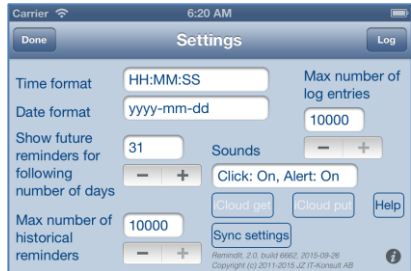 Carrier 6:20 AM
Done Settings Log
Time format HH:MM:SS
Date format yyyy-mm-dd
Max number of
log entries
10000
− +
Show future
reminders for
following
number of days
31
− +
Sounds
Click: On, Alert: On
iCloud get iCloud put Help
Max number of
historical
reminders
10000
− +
Sync settings
RemndIt, 2.0, build 6662, 2015-09-26
Copyright (c) 2011-2015 JZ IT-Konsult AB
i